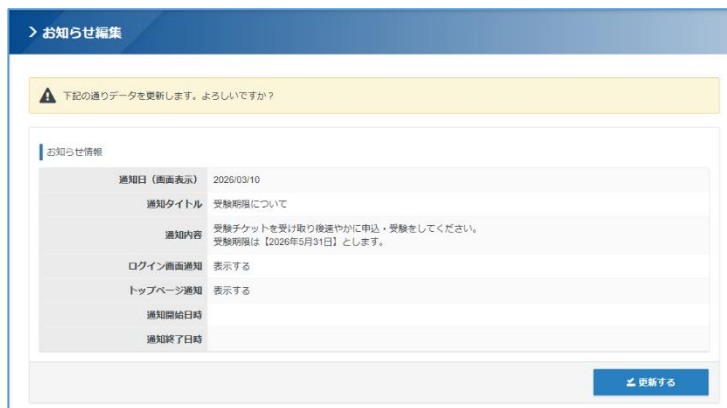 お知らせ編集
下記の通りデータを更新します。よろしいですか？
お知らせ情報
通知日（画面表示） 2026/03/10
通知タイトル 受験期限について
通知内容 受験チケットを受け取り後速やかに申込・受験をしてください。
受験期限は【2026年5月31日】とします。
ログイン画面通知 表示する
トップページ通知 表示する
通知開始日時
通知終了日時
更新する